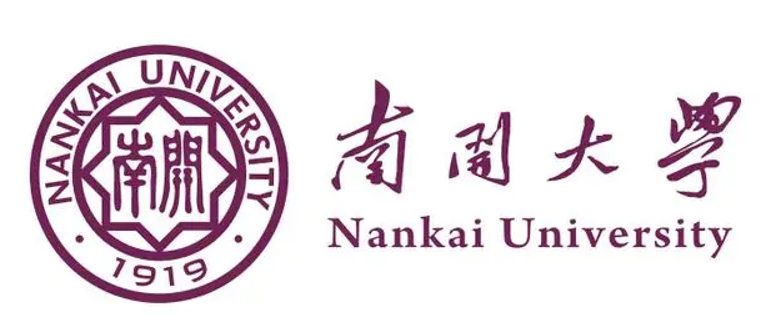 NANKAI UNIVERSITY
南開
1919
南開大學
Nankai University